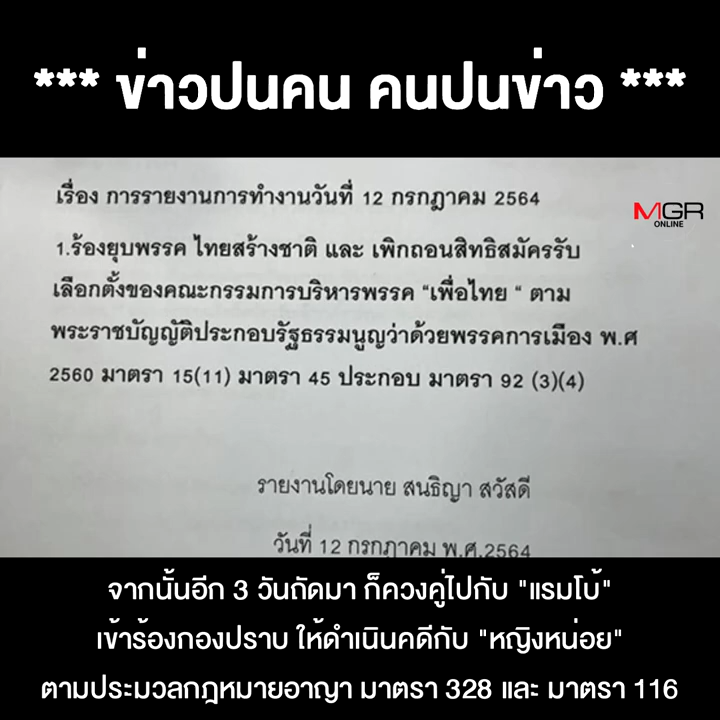 *** ข่าวปนคน คนปนข่าว ***
เรื่อง การรายงานการทำงานวันที่ 12 กรกฎาคม 2564
MGR
ONLINE
1.ร้องยุบพรรค ไทยสร้างชาติ และ เพิกถอนสิทธิสมัครรับ
เลือกตั้งของคณะกรรมการบริหารพรรค "เพื่อไทย " ตาม
พระราชบัญญัติประกอบรัฐธรรมนูญว่าด้วยพรรคการเมือง พ.ศ
2560 มาตรา 15(11) มาตรา 45 ประกอบ มาตรา 92 (3)(4)
รายงานโดยนาย สนธิญา สวัสดี
วันที่ 12 กรกฎาคม พ.ศ.2564
จากนั้นอีก 3 วันถัดมา ก็ควงคู่ไปกับ "แรมโบ้"
เข้าร้องกองปราบ ให้ดำเนินคดีกับ "หญิงหน่อย"
ตามประมวลกฎหมายอาญา มาตรา 328 และ มาตรา 116